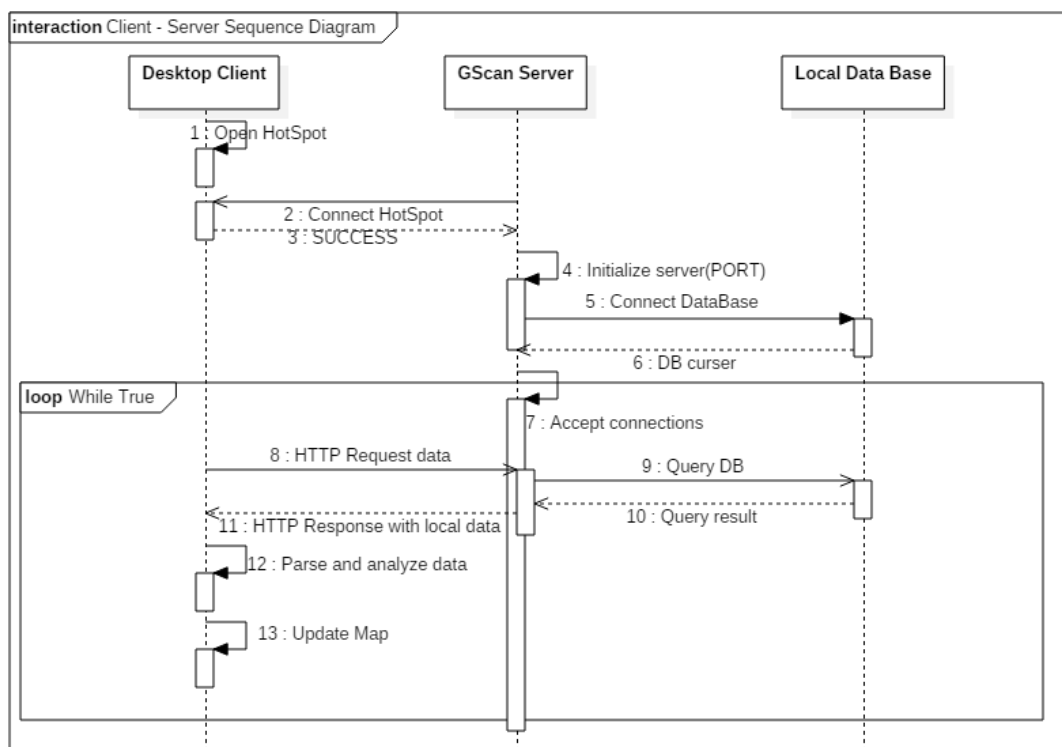 interaction Client - Server Sequence Diagram
Desktop Client
GScan Server
Local Data Base
1 : Open HotSpot
2 : Connect HotSpot
3 : SUCCESS
4 : Initialize server(PORT)
5 : Connect DataBase
6 : DB curser
loop While True
7 : Accept connections
8 : HTTP Request data
9 : Query DB
10 : Query result
11 : HTTP Response with local data
12 : Parse and analyze data
13 : Update Map